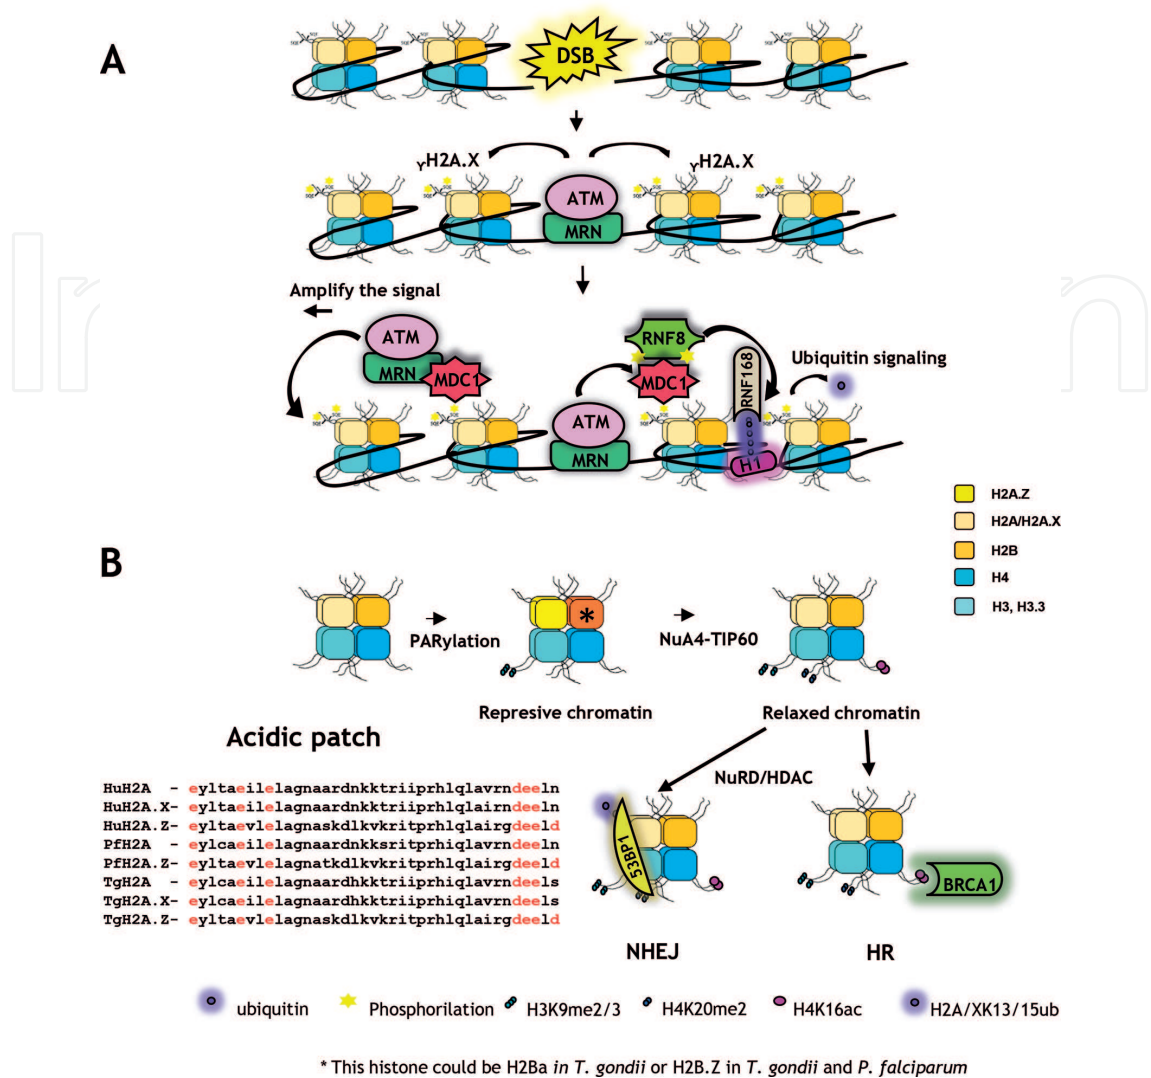 A
DSB
γH2A.X
γH2A.X
ATM
MRN
Amplify the signal
ATM
MRN
MDC1
RNF8
MDC1
RNF168
Ubiquitin signaling
ATM
MRN
H1
H2A.Z
H2A/H2A.X
H2B
H4
H3, H3.3
B
PARylation
*
NuA4-TIP60
Represive chromatin
Relaxed chromatin
Acidic patch
NuRD/HDAC
HuH2A - eyltaeilelagnaardnkktriiprhlqlavrndeeln
HuH2A.X- eyltaeilelagnaardnkktriiprhlqlavrndeeln
HuH2A.Z- eyltaevlelagnaskdlkvkritprhlqlairgdeeld
PfH2A - eylcaeilelagnaardnkksriiprhlqlavrndeeln
PfH2A.Z- eyltaevlelagnatkdlkvkritprhlqlairgdeeld
TgH2A - eylcaeilelagnaardhkktriiprhiqlavrndeels
TgH2A.X- eylcaeilelagnaardhkktriiprhlqlavrndeels
TgH2A.Z- eyltaevlelagnaskdlkvkritprhlqlairgdeeld
53BP1
BRCA1
NHEJ
HR
ubiquitin
Phosphorilation
H3K9me2/3
H4K20me2
H4K16ac
H2A/XK13/15ub
* This histone could be H2Ba in T. gondii or H2B.Z in T. gondii and P. falciparum